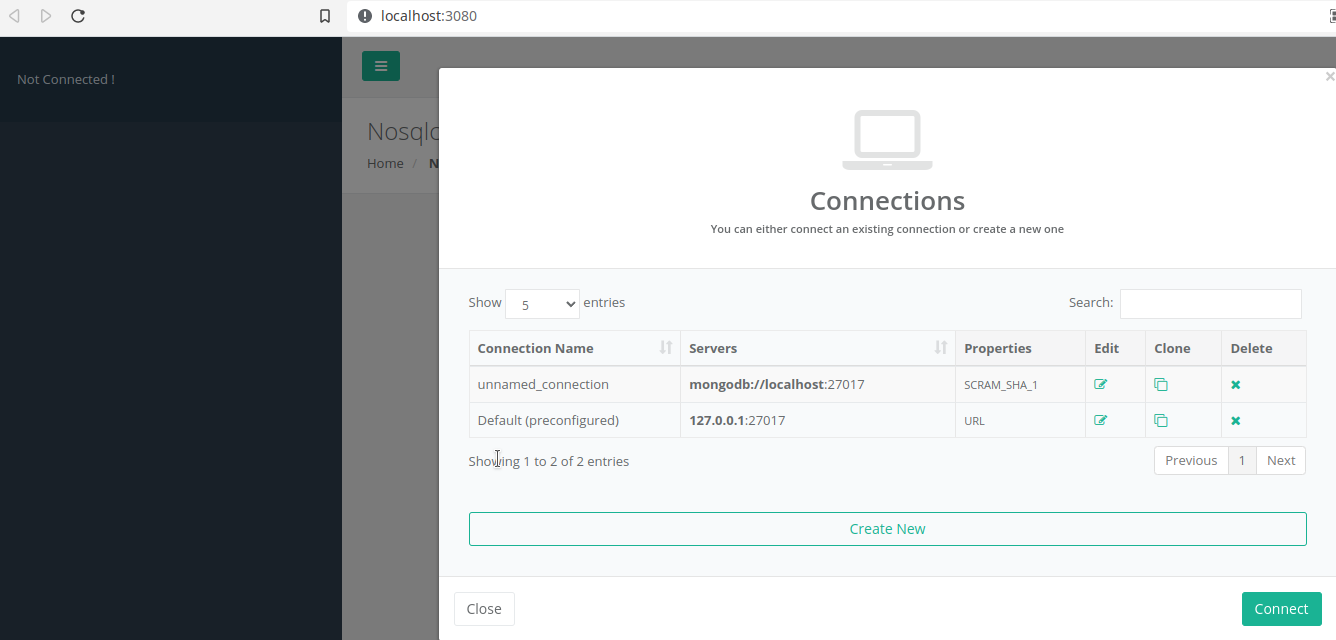 localhost:3080
Not Connected !
Nosqlc
Home / N
×
Connections
You can either connect an existing connection or create a new one
Show 5 entries
Search:
Connection Name Servers Properties Edit Clone Delete
unnamed_connection mongodb://localhost:27017 SCRAM_SHA_1
Default (preconfigured) 127.0.0.1:27017 URL
Showing 1 to 2 of 2 entries
Previous 1 Next
Create New
Close Connect